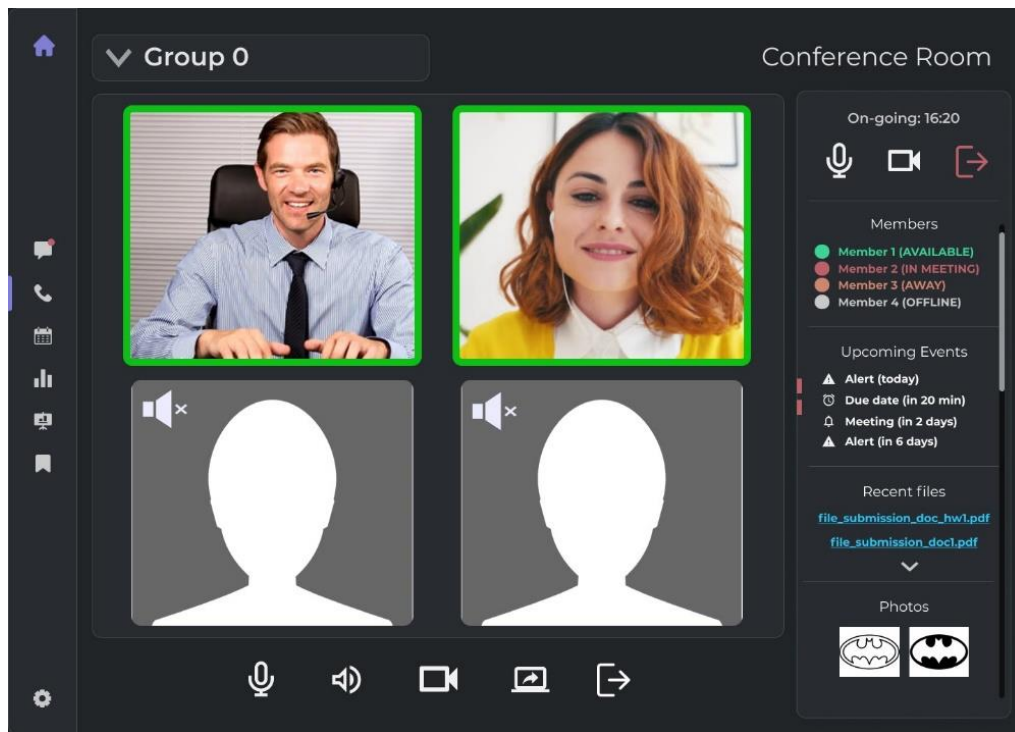 Group 0
Conference Room
On-going: 16:20
Members
Member 1 (AVAILABLE)
Member 2 (IN MEETING)
Member 3 (AWAY)
Member 4 (OFFLINE)
Upcoming Events
Alert (today)
Due date (in 20 min)
Meeting (in 2 days)
Alert (in 6 days)
Recent files
file_submission_doc_hw1.pdf
file_submission_doc1.pdf
Photos